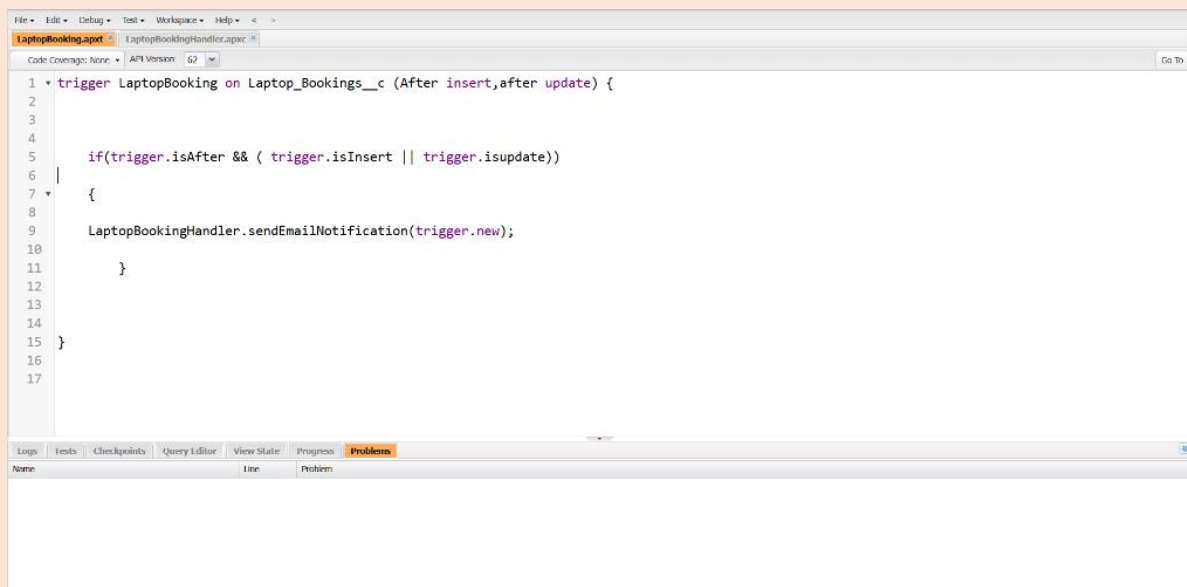 File Edit Debug Test Workspace Help < >
LaptopBooking.apxt LaptopBookingHandler.apxc
Code Coverage: None API Version: 62 Go To
1 trigger LaptopBooking on Laptop_Bookings__c (After insert,after update) {
2
3
4
5 if(trigger.isAfter && ( trigger.isInsert || trigger.isupdate))
6
7 {
8
9 LaptopBookingHandler.sendEmailNotification(trigger.new);
10
11 }
12
13
14
15 }
16
17
Logs Tests Checkpoints Query Editor View State Progress Problems
Name Line Problem